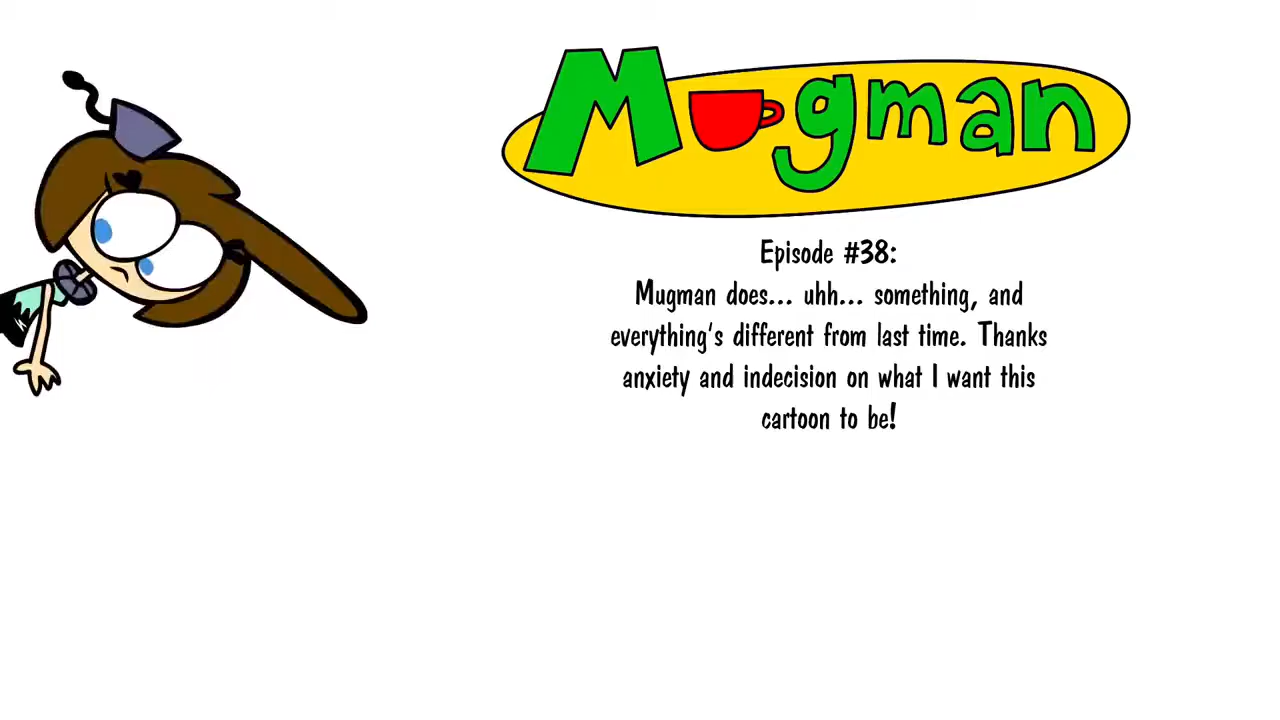 Mugman
Episode #38:
Mugman does... uhh... something, and
everything's different from last time. Thanks
anxiety and indecision on what I want this
cartoon to be!